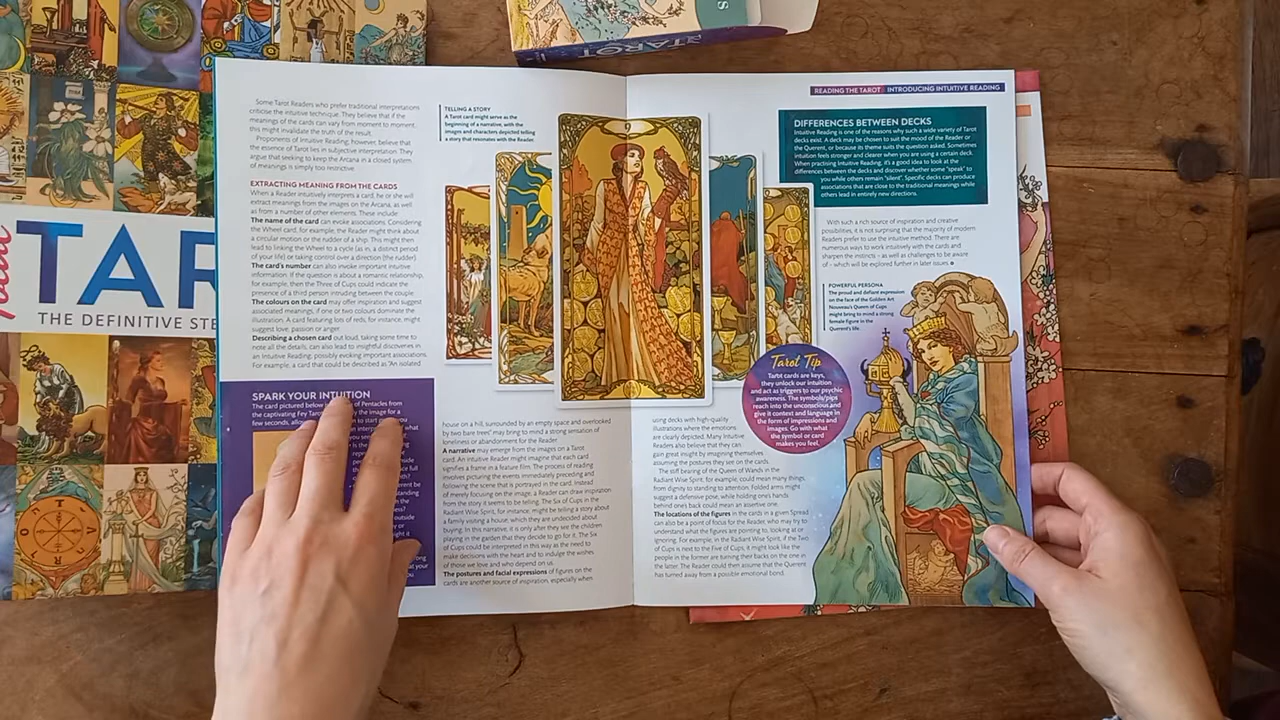 TAROT
TAR
THE DEFINITIVE STE
Some Tarot Readers who prefer traditional interpretations
criticise the intuitive technique. They believe that if the
meanings of the cards can vary from moment to moment,
this might invalidate the truth of the result.
Proponents of Intuitive Reading, however, believe that
the essence of Tarot lies in subjective interpretation. They
argue that seeking to keep the Arcana in a closed system
of meanings is simply too restrictive.
EXTRACTING MEANING FROM THE CARDS
When a Reader intuitively interprets a card, he or she will
extract meanings from the images on the Arcana, as well
as from a number of other elements. These include:
The name of the card can evoke associations. Considering
the Wheel card, for example, the Reader might think about
a circular motion or the rudder of a ship. This might then
lead to linking the Wheel to a cycle (as in, a distinct period
of your life) or taking control over a direction (the rudder).
The card's number can also invoke important intuitive
information. If the question is about a romantic relationship,
for example, then the Three of Cups could indicate the
presence of a third person intruding between the couple.
The colours on the card may offer inspiration and suggest
associated meanings, if one or two colours dominate the
illustration. A card featuring lots of reds, for instance, might
suggest love, passion or anger.
Describing a chosen card out loud, taking some time to
note all the details, can also lead to insightful discoveries in
an Intuitive Reading, possibly evoking important associations.
For example, a card that could be described as "An isolated
SPARK YOUR INTUITION
The card pictured below is of Pentacles from
the captivating Fey Tarot the image for a
few seconds, allow
TELLING A STORY
A Tarot card might serve as the
beginning of a narrative, with the
images and characters depicted telling
a story that resonates with the Reader.
9
house on a hill, surrounded by an empty space and overlooked
by two bare trees" may bring to mind a strong sensation of
loneliness or abandonment for the Reader.
A narrative may emerge from the images on a Tarot
card. An Intuitive Reader might imagine that each card
signifies a frame in a feature film. The process of reading
involves picturing the events immediately preceding and
following the scene that is portrayed in the card. Instead
of merely focusing on the image, a Reader can draw inspiration
from the story it seems to be telling. The Six of Cups in the
Radiant Wise Spirit, for instance, might be telling a story about
a family visiting a house, which they are undecided about
buying. In this narrative, it is only after they see the children
playing in the garden that they decide to go for it. The Six
of Cups could be interpreted in this way as the need to
make decisions with the heart and to indulge the wishes
of those we love and who depend on us.
The postures and facial expressions of figures on the
cards are another source of inspiration, especially when
READING THE TAROT INTRODUCING INTUITIVE READING
DIFFERENCES BETWEEN DECKS
Intuitive Reading is one of the reasons why such a wide variety of Tarot
decks exist. A deck may be chosen to suit the mood of the Reader or
the Querent, or because its theme suits the question asked. Sometimes
intuition feels stronger and clearer when you are using a certain deck.
When practising Intuitive Reading, it's a good idea to look at the
differences between the decks and discover whether some "speak" to
you while others remain "silent". Specific decks can produce
associations that are close to the traditional meanings while
others lead in entirely new directions.
With such a rich source of inspiration and creative
possibilities, it is not surprising that the majority of modern
Readers prefer to use the intuitive method. There are
numerous ways to work intuitively with the cards and
sharpen the instincts – as well as challenges to be aware
of – which will be explored further in later issues.
POWERFUL PERSONA
The proud and defiant expression
on the face of the Golden Art
Nouveau's Queen of Cups
might bring to mind a strong
female figure in the
Querent's life.
Tarot Tip
Tarot cards are keys,
they unlock our intuition
and act as triggers to our psychic
awareness. The symbols/pips
reach into the unconscious and
give it context and language in
the form of impressions and
images. Go with what
the symbol or card
makes you feel.
using decks with high-quality
illustrations where the emotions
are clearly depicted. Many Intuitive
Readers also believe that they can
gain great insight by imagining themselves
assuming the postures they see on the cards.
The stiff bearing of the Queen of Wands in the
Radiant Wise Spirit, for example, could mean many things,
from dignity to standing to attention. Folded arms might
suggest a defensive pose, while holding one's hands
behind one's back could mean an assertive one.
The locations of the figures in the cards in a given Spread
can also be a point of focus for the Reader, who may try to
understand what the figures are pointing to, looking at or
ignoring. For example, in the Radiant Wise Spirit, if the Two
of Cups is next to the Five of Cups, it might look like the
people in the former are turning their backs on the one in
the latter. The Reader could then assume that the Querent
has turned away from a possible emotional bond.